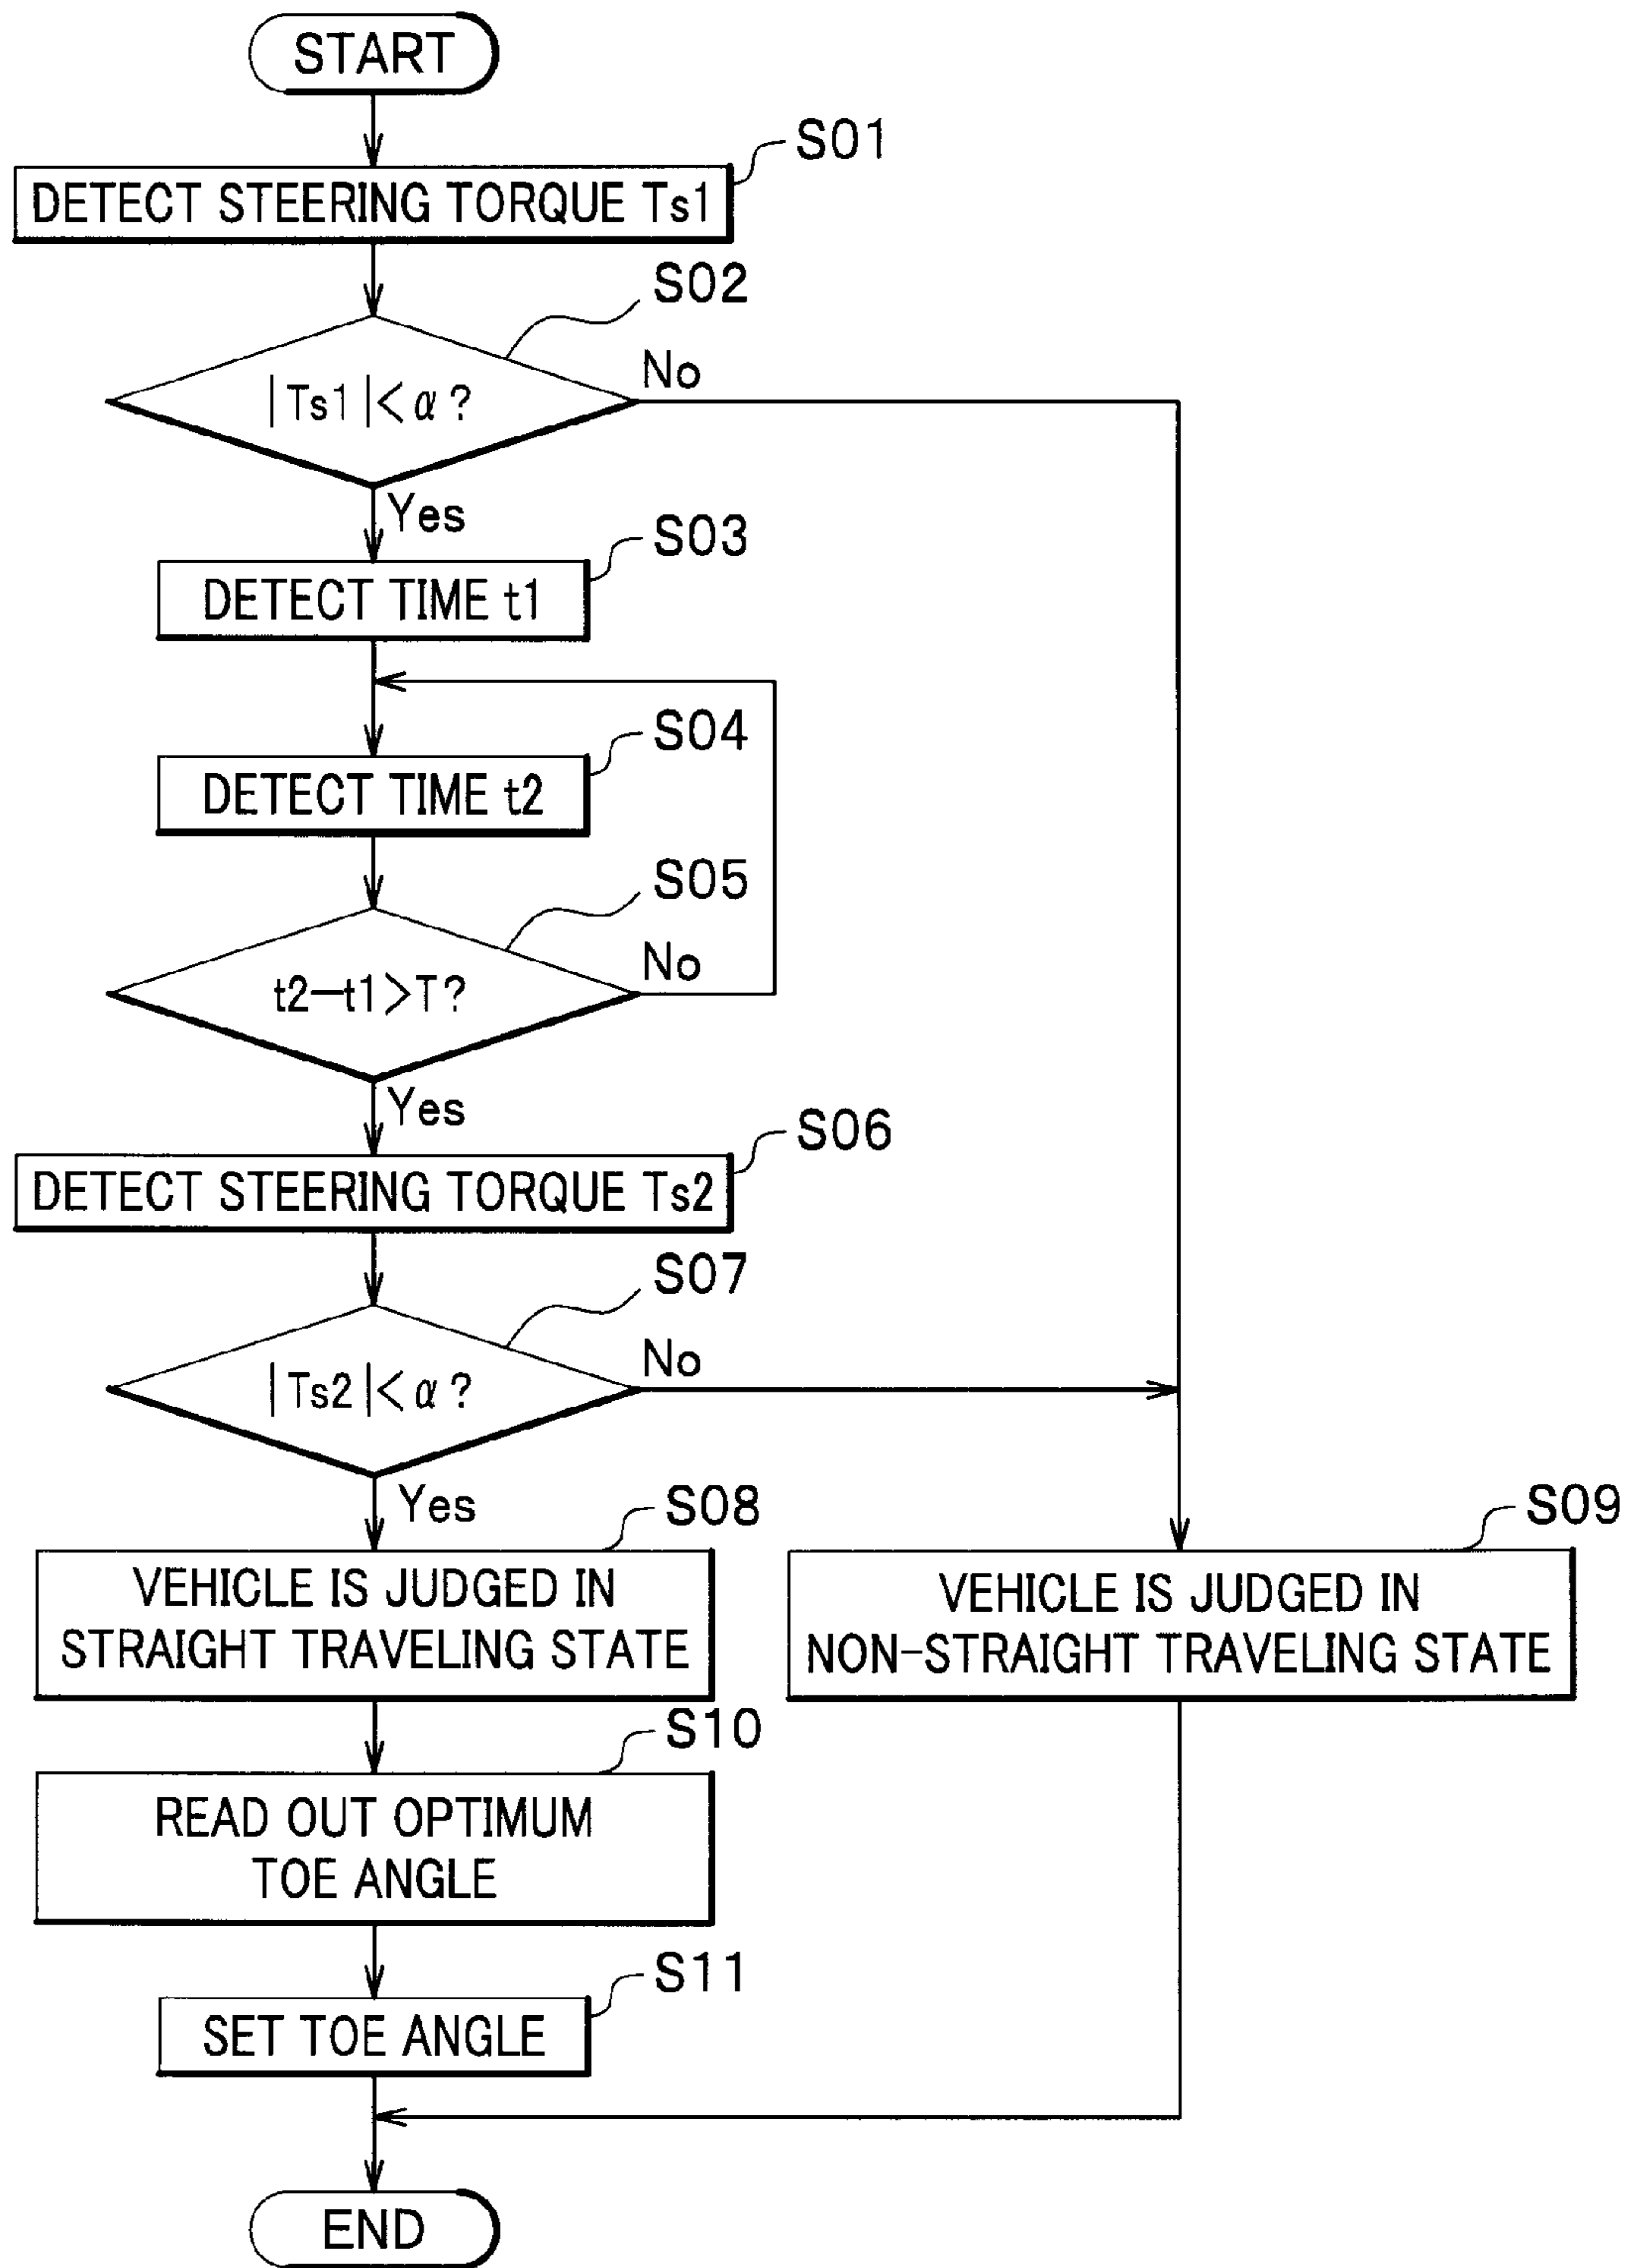 START
S01
DETECT STEERING TORQUE Ts1
S02
|Ts1|<α?
No
Yes
S03
DETECT TIME t1
S04
DETECT TIME t2
S05
t2−t1>T?
No
Yes
S06
DETECT STEERING TORQUE Ts2
S07
|Ts2|<α?
No
Yes
S08
VEHICLE IS JUDGED IN
STRAIGHT TRAVELING STATE
S09
VEHICLE IS JUDGED IN
NON-STRAIGHT TRAVELING STATE
S10
READ OUT OPTIMUM
TOE ANGLE
S11
SET TOE ANGLE
END